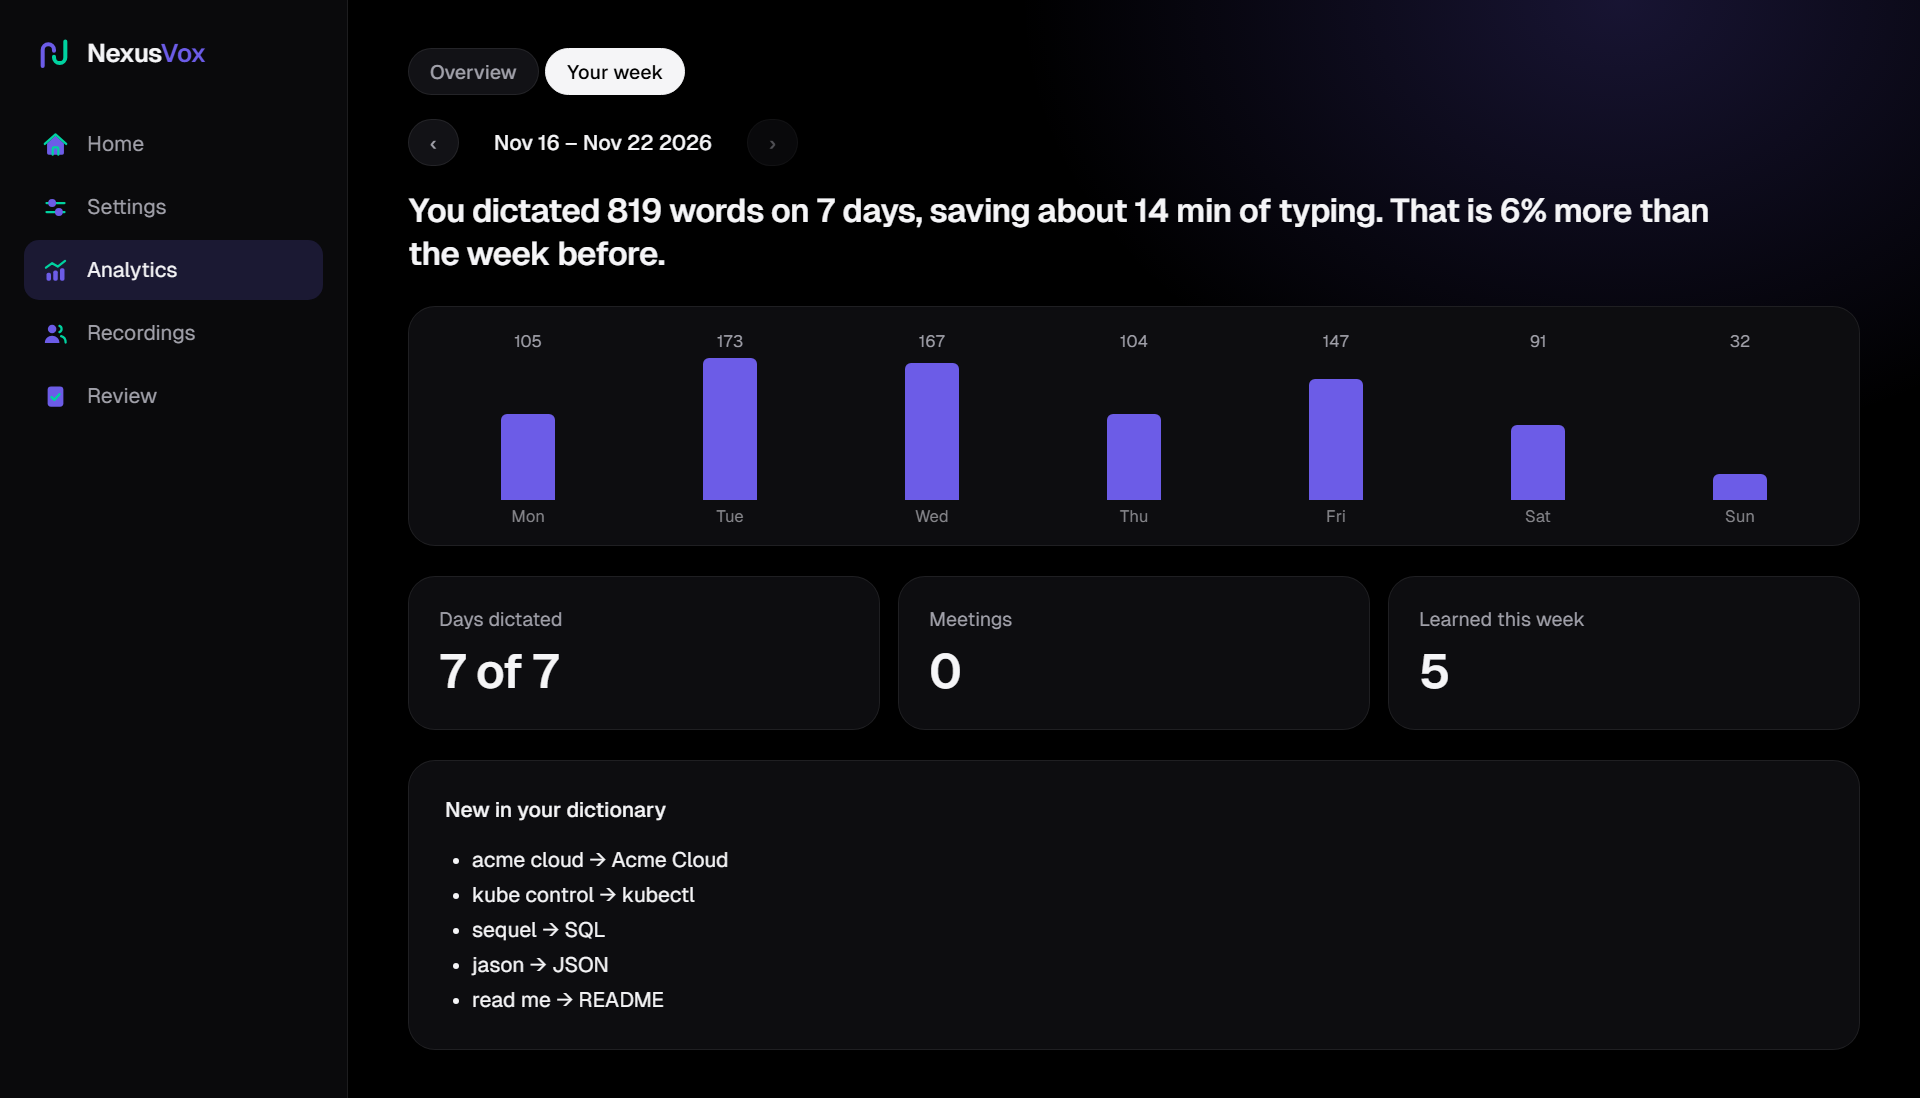 NexusVox
Home
Settings
Analytics
Recordings
Review
Overview
Your week
‹
Nov 16 – Nov 22 2026
›
You dictated 819 words on 7 days, saving about 14 min of typing. That is 6% more than
the week before.
105 173 167 104 147 91 32
Mon Tue Wed Thu Fri Sat Sun
Days dictated
7 of 7
Meetings
0
Learned this week
5
New in your dictionary
• acme cloud → Acme Cloud
• kube control → kubectl
• sequel → SQL
• jason → JSON
• read me → README